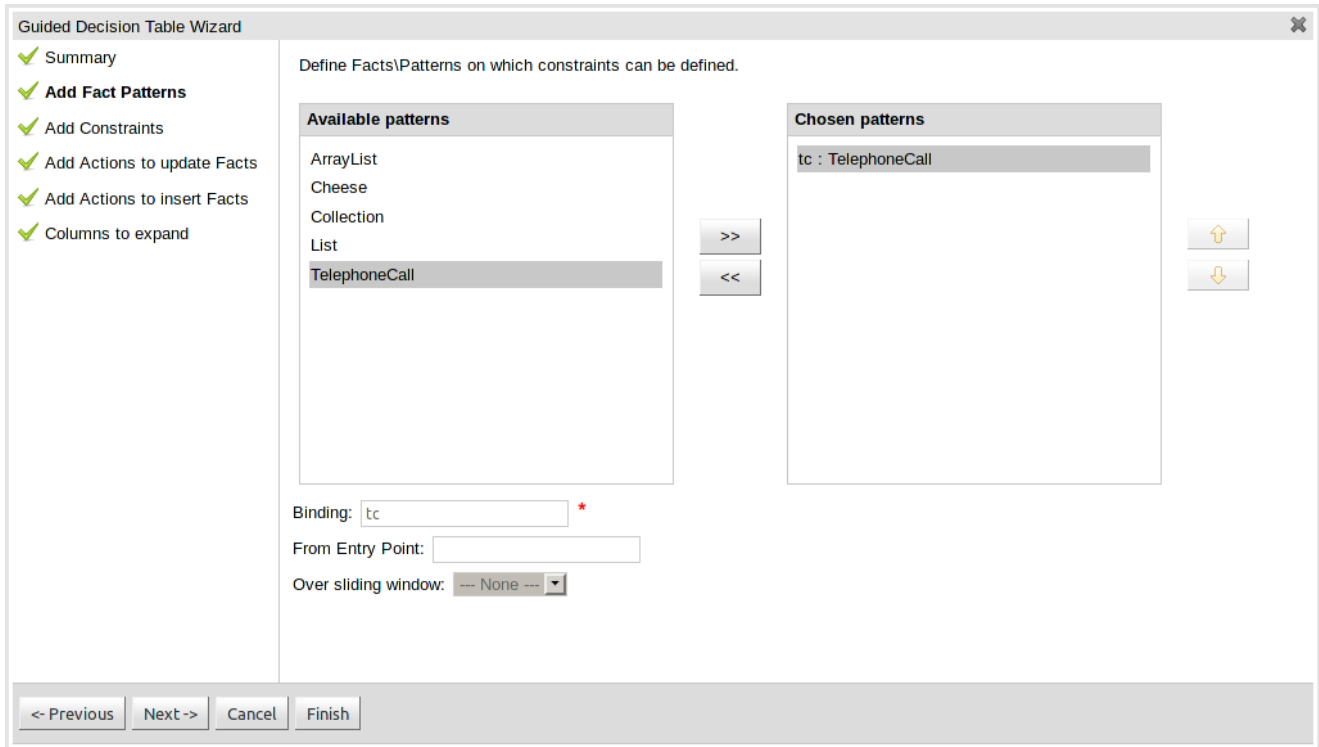 Guided Decision Table Wizard
Summary
Add Fact Patterns
Add Constraints
Add Actions to update Facts
Add Actions to insert Facts
Columns to expand
Define Facts\Patterns on which constraints can be defined.
Available patterns
ArrayList
Cheese
Collection
List
TelephoneCall
>>
<<
Chosen patterns
tc : TelephoneCall
Binding: tc *
From Entry Point:
Over sliding window: --- None ---
<- Previous Next -> Cancel Finish